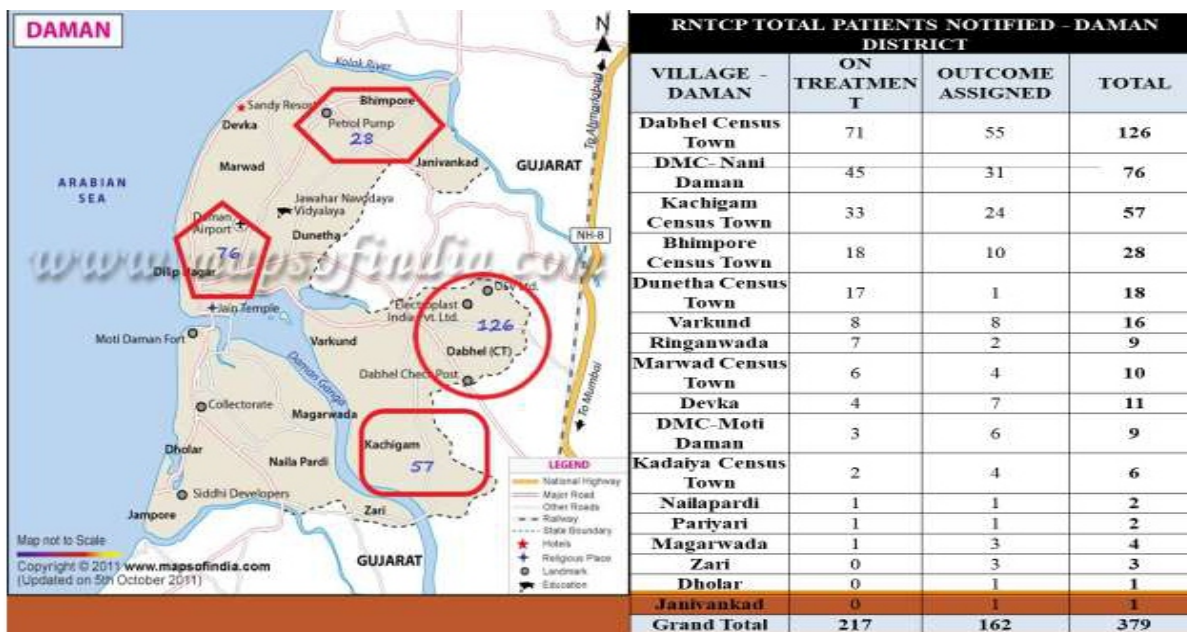 DAMAN
N
Kolok River
To Ahmadabad
Sandy Resort
Bhimpore
Devka
Petrol Pump
28
Marwad
Janivankad
GUJARAT
ARABIAN
SEA
Jawahar Navodaya
Vidyalaya
Daman
Airport
Dunetha
NH-8
76
www.mapsofindia.com
Dilip Nagar
DSV Ltd.
Jain Temple
Electroplast
India Pvt. Ltd.
126
Moti Daman Fort
Varkund
Dabhel (CT)
Daman Ganga
Dabhel Check Post
To Mumbai
Collectorate
Magarwada
Kachigam
57
Dholar
Naila Pardi
Siddhi Developers
Jampore
Zari
GUJARAT
LEGEND
National Highway
Major Road
Other Roads
Railway
State Boundary
Hotels
Religious Place
Landmark
Education
Map not to Scale
Copyright © 2011 www.mapsofindia.com
(Updated on 5th October 2011)
RNTCP TOTAL PATIENTS NOTIFIED - DAMAN
DISTRICT
VILLAGE - DAMAN ON TREATMENT OUTCOME ASSIGNED TOTAL
Dabhel Census Town 71 55 126
DMC- Nani Daman 45 31 76
Kachigam Census Town 33 24 57
Bhimpore Census Town 18 10 28
Dunetha Census Town 17 1 18
Varkund 8 8 16
Ringanwada 7 2 9
Marwad Census Town 6 4 10
Devka 4 7 11
DMC-Moti Daman 3 6 9
Kadaiya Census Town 2 4 6
Nailapardi 1 1 2
Pariyari 1 1 2
Magarwada 1 3 4
Zari 0 3 3
Dholar 0 1 1
Janivankad 0 1 1
Grand Total 217 162 379